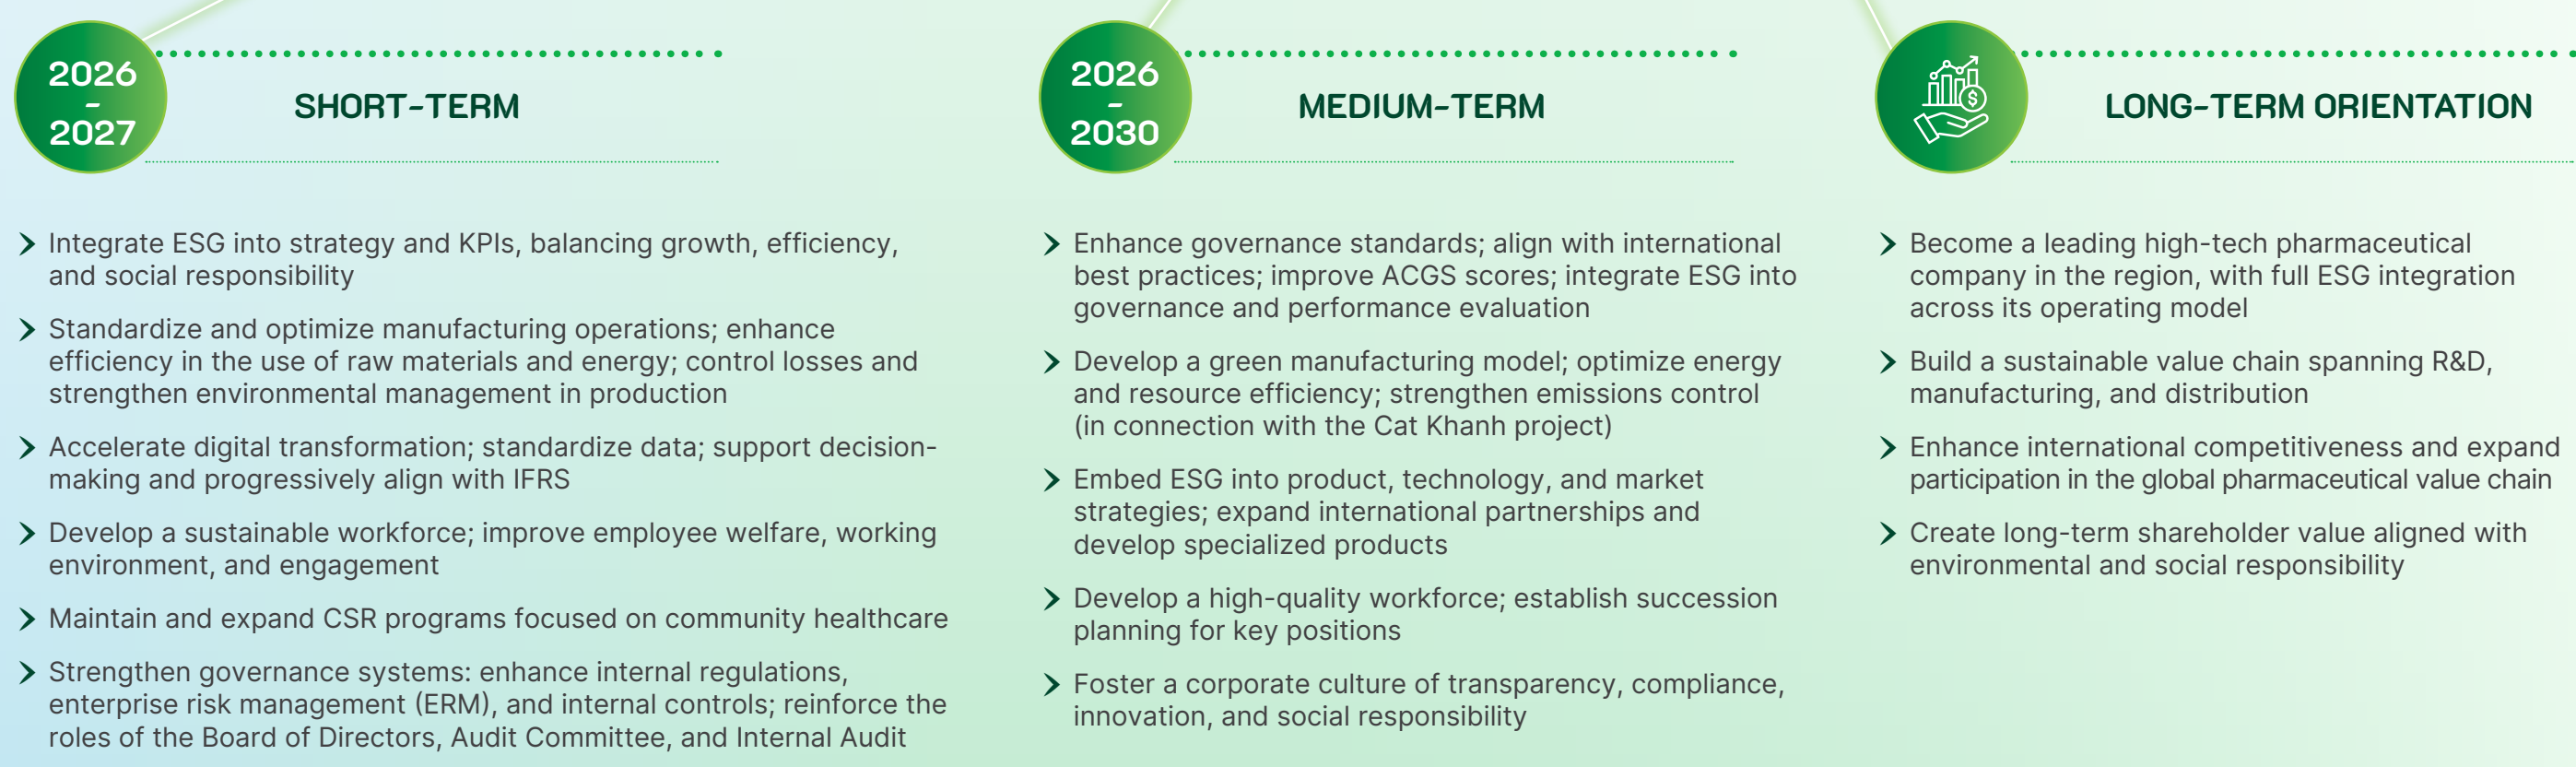 2026
-
2027
SHORT-TERM
Integrate ESG into strategy and KPIs, balancing growth, efficiency,
and social responsibility
Standardize and optimize manufacturing operations; enhance
efficiency in the use of raw materials and energy; control losses and
strengthen environmental management in production
Accelerate digital transformation; standardize data; support decision-
making and progressively align with IFRS
Develop a sustainable workforce; improve employee welfare, working
environment, and engagement
Maintain and expand CSR programs focused on community healthcare
Strengthen governance systems: enhance internal regulations,
enterprise risk management (ERM), and internal controls; reinforce the
roles of the Board of Directors, Audit Committee, and Internal Audit
2026
-
2030
MEDIUM-TERM
Enhance governance standards; align with international
best practices; improve ACGS scores; integrate ESG into
governance and performance evaluation
Develop a green manufacturing model; optimize energy
and resource efficiency; strengthen emissions control
(in connection with the Cat Khanh project)
Embed ESG into product, technology, and market
strategies; expand international partnerships and
develop specialized products
Develop a high-quality workforce; establish succession
planning for key positions
Foster a corporate culture of transparency, compliance,
innovation, and social responsibility
$
LONG-TERM ORIENTATION
Become a leading high-tech pharmaceutical
company in the region, with full ESG integration
across its operating model
Build a sustainable value chain spanning R&D,
manufacturing, and distribution
Enhance international competitiveness and expand
participation in the global pharmaceutical value chain
Create long-term shareholder value aligned with
environmental and social responsibility